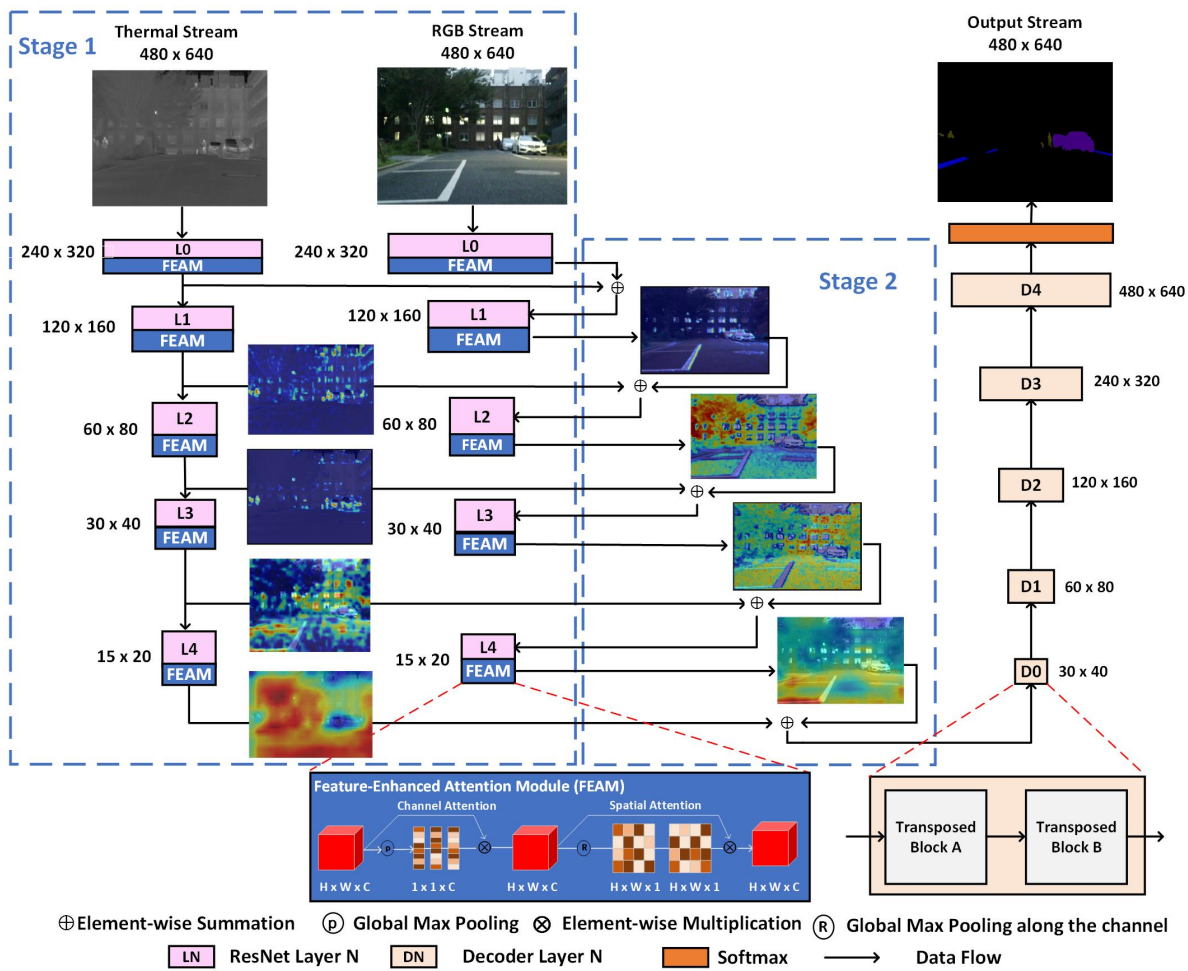 Stage 1
Thermal Stream
480 x 640
RGB Stream
480 x 640
Output Stream
480 x 640
240 x 320
L0
FEAM
240 x 320
L0
FEAM
Stage 2
D4
480 x 640
120 x 160
L1
FEAM
120 x 160
L1
FEAM
D3
240 x 320
60 x 80
L2
FEAM
60 x 80
L2
FEAM
D2
120 x 160
30 x 40
L3
FEAM
30 x 40
L3
FEAM
D1
60 x 80
15 x 20
L4
FEAM
15 x 20
L4
FEAM
D0
30 x 40
Feature-Enhanced Attention Module (FEAM)
Channel Attention
Spatial Attention
p
R
H x W x C
1 x 1 x C
H x W x C
H x W x 1
H x W x 1
H x W x C
Transposed
Block A
Transposed
Block B
Element-wise Summation
p Global Max Pooling
Element-wise Multiplication
R Global Max Pooling along the channel
LN ResNet Layer N
DN Decoder Layer N
Softmax
Data Flow